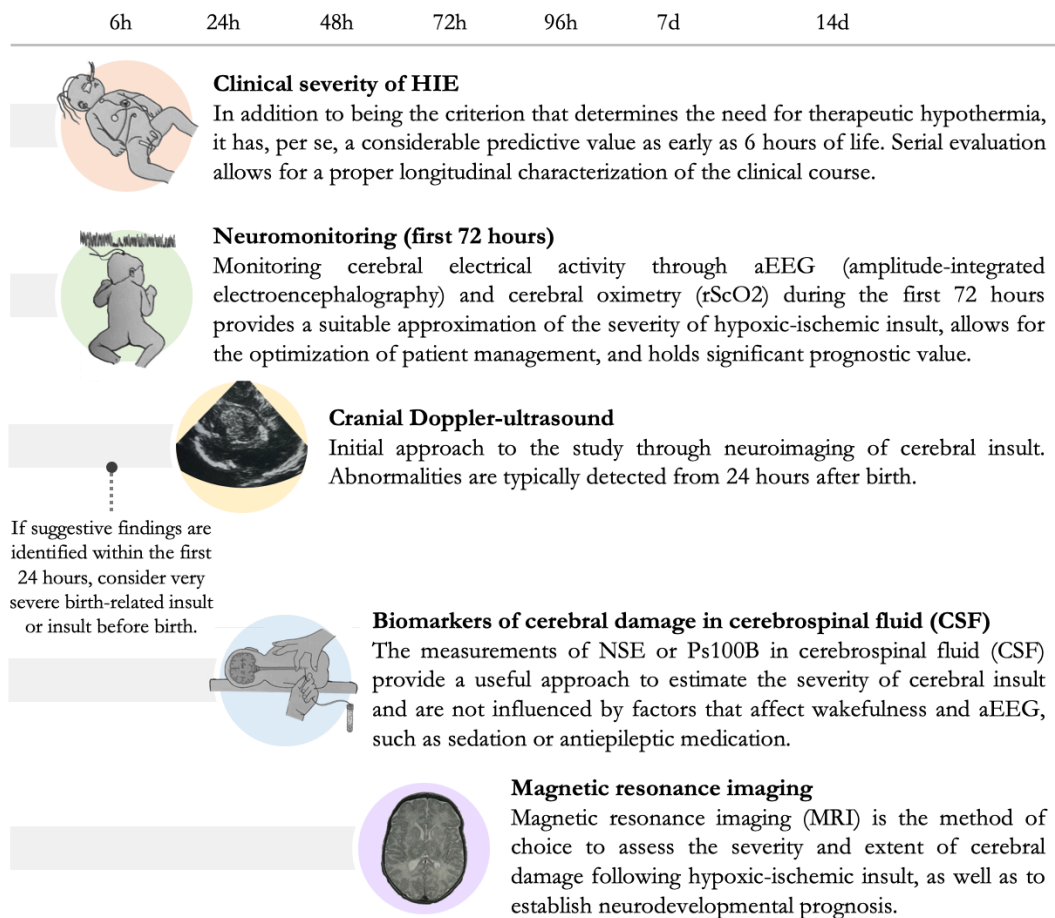 6h 24h 48h 72h 96h 7d 14d
Clinical severity of HIE
In addition to being the criterion that determines the need for therapeutic hypothermia,
it has, per se, a considerable predictive value as early as 6 hours of life. Serial evaluation
allows for a proper longitudinal characterization of the clinical course.
Neuromonitoring (first 72 hours)
Monitoring cerebral electrical activity through aEEG (amplitude-integrated
electroencephalography) and cerebral oximetry (rScO2) during the first 72 hours
provides a suitable approximation of the severity of hypoxic-ischemic insult, allows for
the optimization of patient management, and holds significant prognostic value.
Cranial Doppler-ultrasound
Initial approach to the study through neuroimaging of cerebral insult.
Abnormalities are typically detected from 24 hours after birth.
If suggestive findings are
identified within the first
24 hours, consider very
severe birth-related insult
or insult before birth.
Biomarkers of cerebral damage in cerebrospinal fluid (CSF)
The measurements of NSE or Ps100B in cerebrospinal fluid (CSF)
provide a useful approach to estimate the severity of cerebral insult
and are not influenced by factors that affect wakefulness and aEEG,
such as sedation or antiepileptic medication.
Magnetic resonance imaging
Magnetic resonance imaging (MRI) is the method of
choice to assess the severity and extent of cerebral
damage following hypoxic-ischemic insult, as well as to
establish neurodevelopmental prognosis.